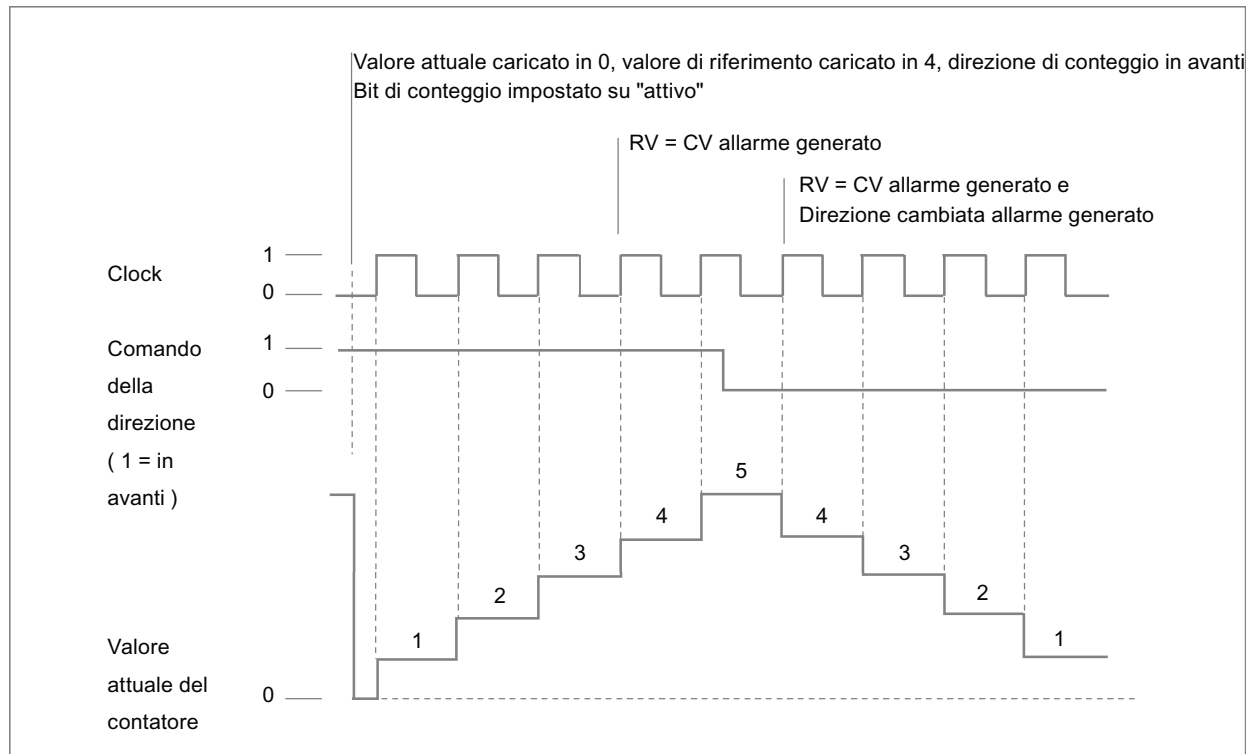 Valore attuale caricato in 0, valore di riferimento caricato in 4, direzione di conteggio in avanti
Bit di conteggio impostato su "attivo"
RV = CV allarme generato
RV = CV allarme generato e
Direzione cambiata allarme generato
Clock
1
0
Comando
della
direzione
( 1 = in
avanti )
1
0
5
4
4
3
3
2
2
1
1
Valore
attuale del
contatore
0